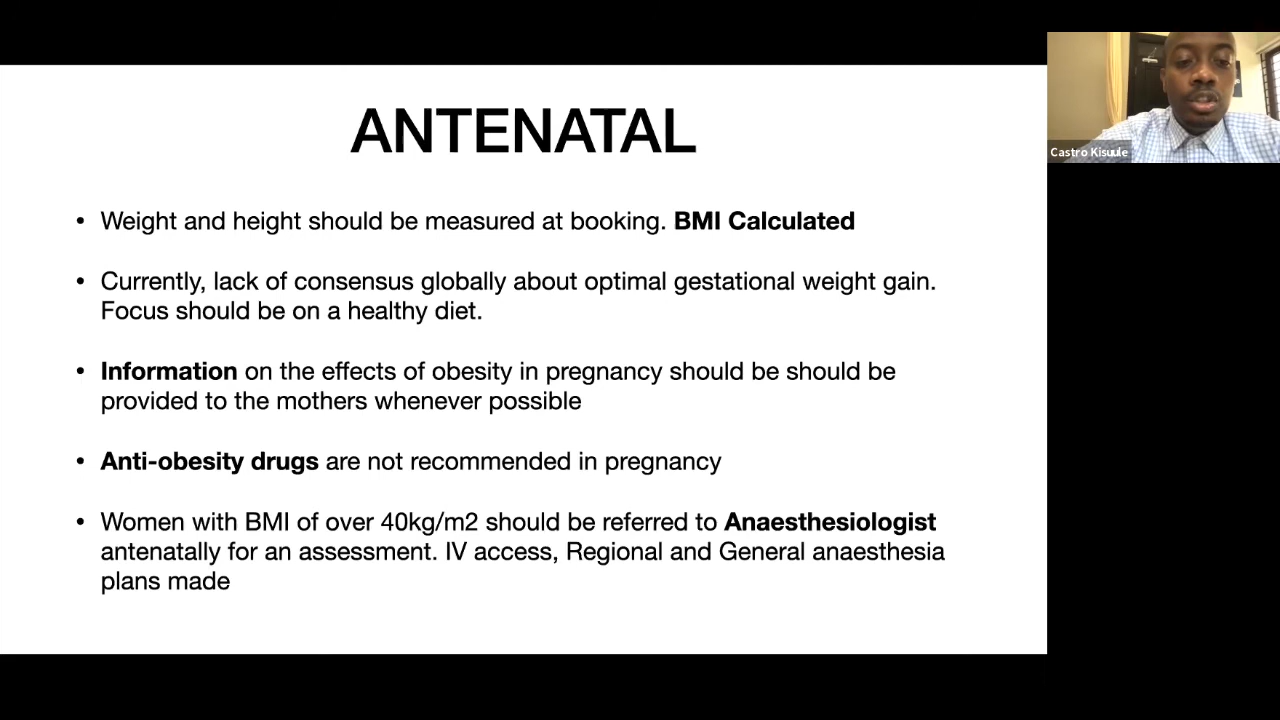 ANTENATAL
• Weight and height should be measured at booking. BMI Calculated
• Currently, lack of consensus globally about optimal gestational weight gain.
Focus should be on a healthy diet.
• Information on the effects of obesity in pregnancy should be should be
provided to the mothers whenever possible
• Anti-obesity drugs are not recommended in pregnancy
• Women with BMI of over 40kg/m2 should be referred to Anaesthesiologist
antenatally for an assessment. IV access, Regional and General anaesthesia
plans made
Castro Kisuule